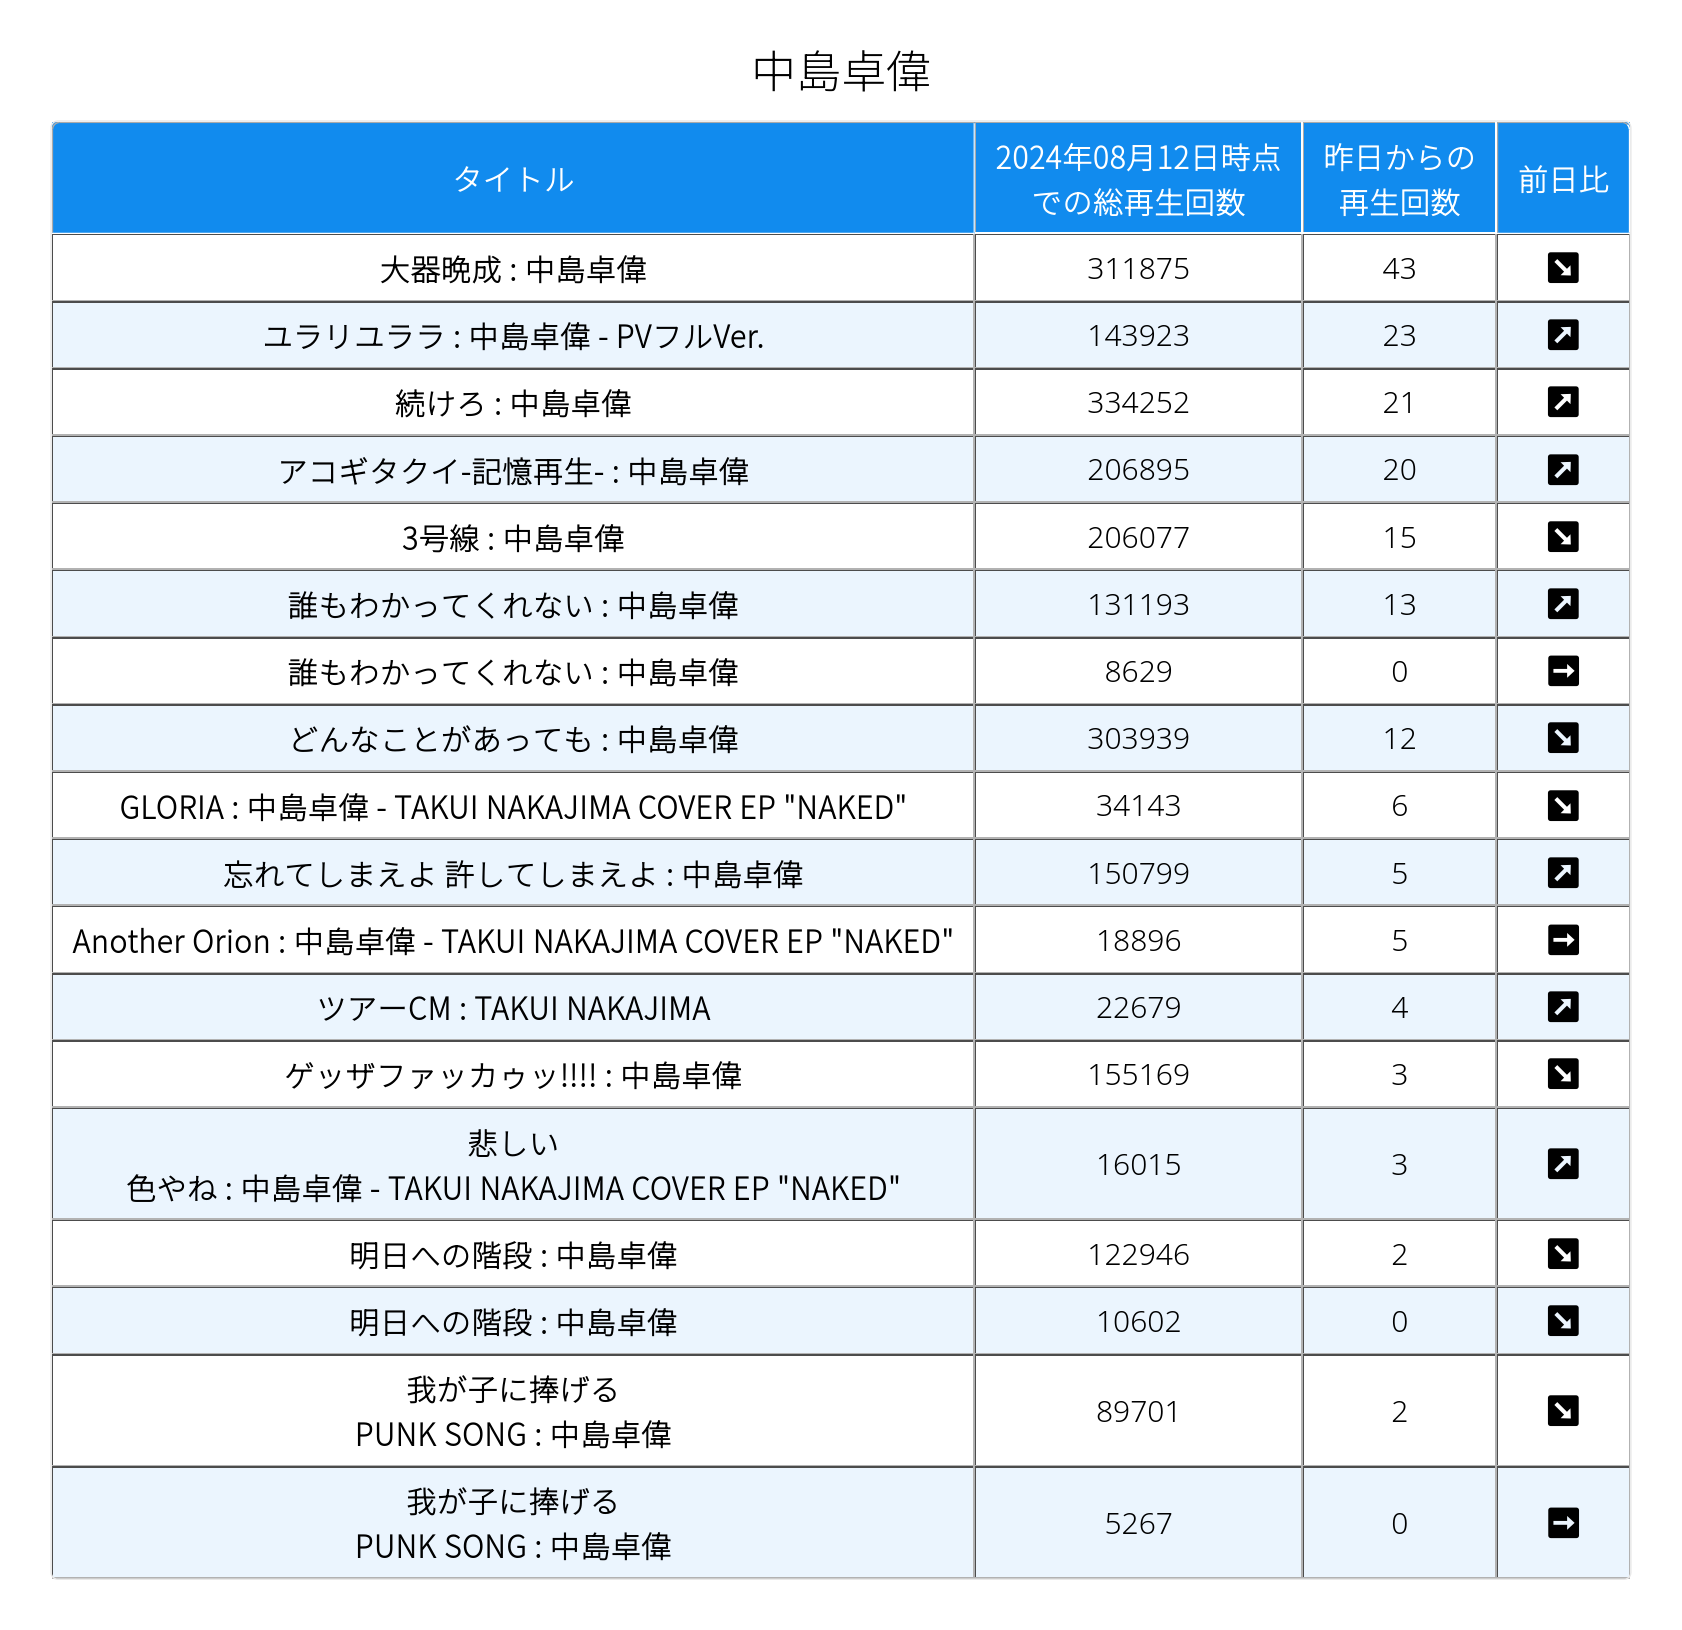 中島卓偉
タイトル 2024年08月12日時点での総再生回数 昨日からの再生回数 前日比
大器晩成 : 中島卓偉 311875 43 ↘
ユラリユララ : 中島卓偉 - PVフルVer. 143923 23 ↗
続けろ : 中島卓偉 334252 21 ↗
アコギタクイ-記憶再生- : 中島卓偉 206895 20 ↗
3号線 : 中島卓偉 206077 15 ↘
誰もわかってくれない : 中島卓偉 131193 13 ↗
誰もわかってくれない : 中島卓偉 8629 0 →
どんなことがあっても : 中島卓偉 303939 12 ↘
GLORIA : 中島卓偉 - TAKUI NAKAJIMA COVER EP "NAKED" 34143 6 ↘
忘れてしまえよ 許してしまえよ : 中島卓偉 150799 5 ↗
Another Orion : 中島卓偉 - TAKUI NAKAJIMA COVER EP "NAKED" 18896 5 →
ツアーCM : TAKUI NAKAJIMA 22679 4 ↗
ゲッザファッカゥッ!!!! : 中島卓偉 155169 3 ↘
悲しい
色やね : 中島卓偉 - TAKUI NAKAJIMA COVER EP "NAKED" 16015 3 ↗
明日への階段 : 中島卓偉 122946 2 ↘
明日への階段 : 中島卓偉 10602 0 ↘
我が子に捧げる
PUNK SONG : 中島卓偉 89701 2 ↘
我が子に捧げる
PUNK SONG : 中島卓偉 5267 0 →